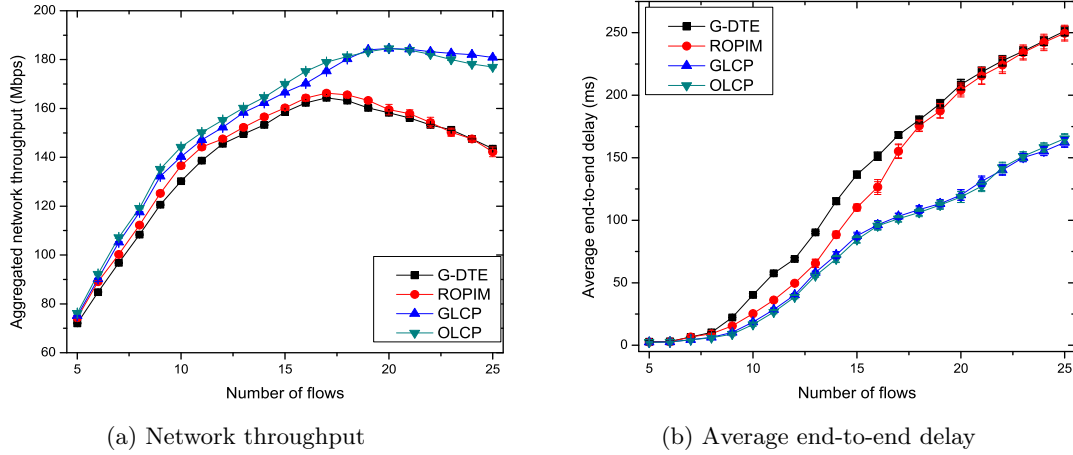 200
180
160
140
120
100
80
60
5
10
15
20
25
Aggregated network throughput (Mbps)
Number of flows
G-DTE
ROPIM
GLCP
OLCP
(a) Network throughput
250
200
150
100
50
0
5
10
15
20
25
Average end-to-end delay (ms)
Number of flows
G-DTE
ROPIM
GLCP
OLCP
(b) Average end-to-end delay